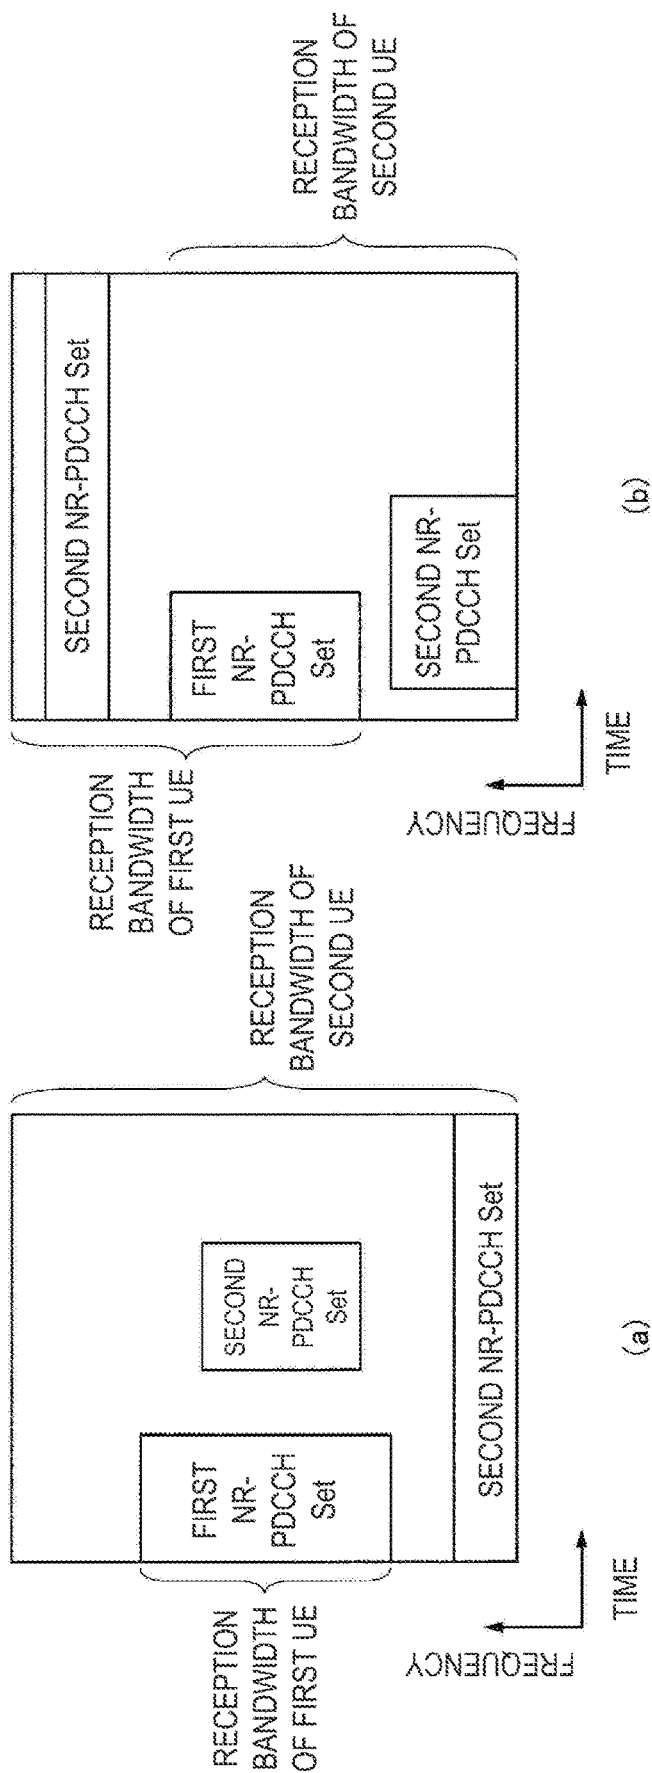 RECEPTION
BANDWIDTH
OF FIRST UE
FIRST
NR-
PDCCH
Set
SECOND
NR-
PDCCH
Set
SECOND NR-PDCCH Set
RECEPTION
BANDWIDTH OF
SECOND UE
FREQUENCY
TIME
(a)
RECEPTION
BANDWIDTH
OF FIRST UE
SECOND NR-PDCCH Set
FIRST
NR-
PDCCH
Set
SECOND NR-
PDCCH Set
RECEPTION
BANDWIDTH OF
SECOND UE
FREQUENCY
TIME
(b)